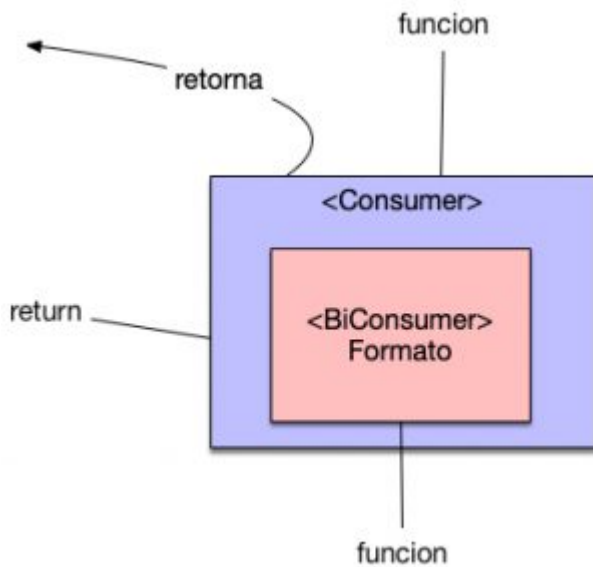 funcion
retorna
<Consumer>
return
<BiConsumer>
Formato
funcion